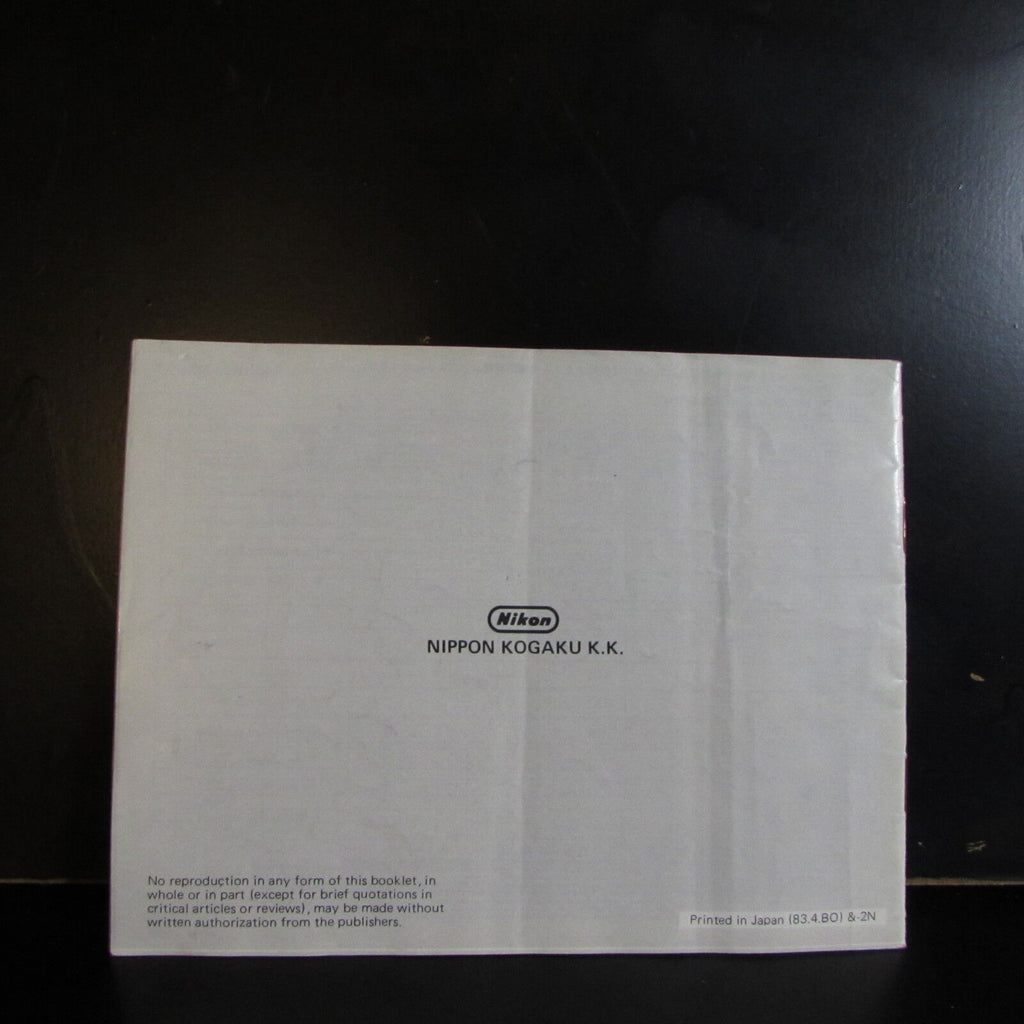 Nikon
NIPPON KOGAKU K.K.
No reproduction in any form of this booklet, in
whole or in part (except for brief quotations in
critical articles or reviews), may be made without
written authorization from the publishers.
Printed in Japan (83.4.BO) &-2N